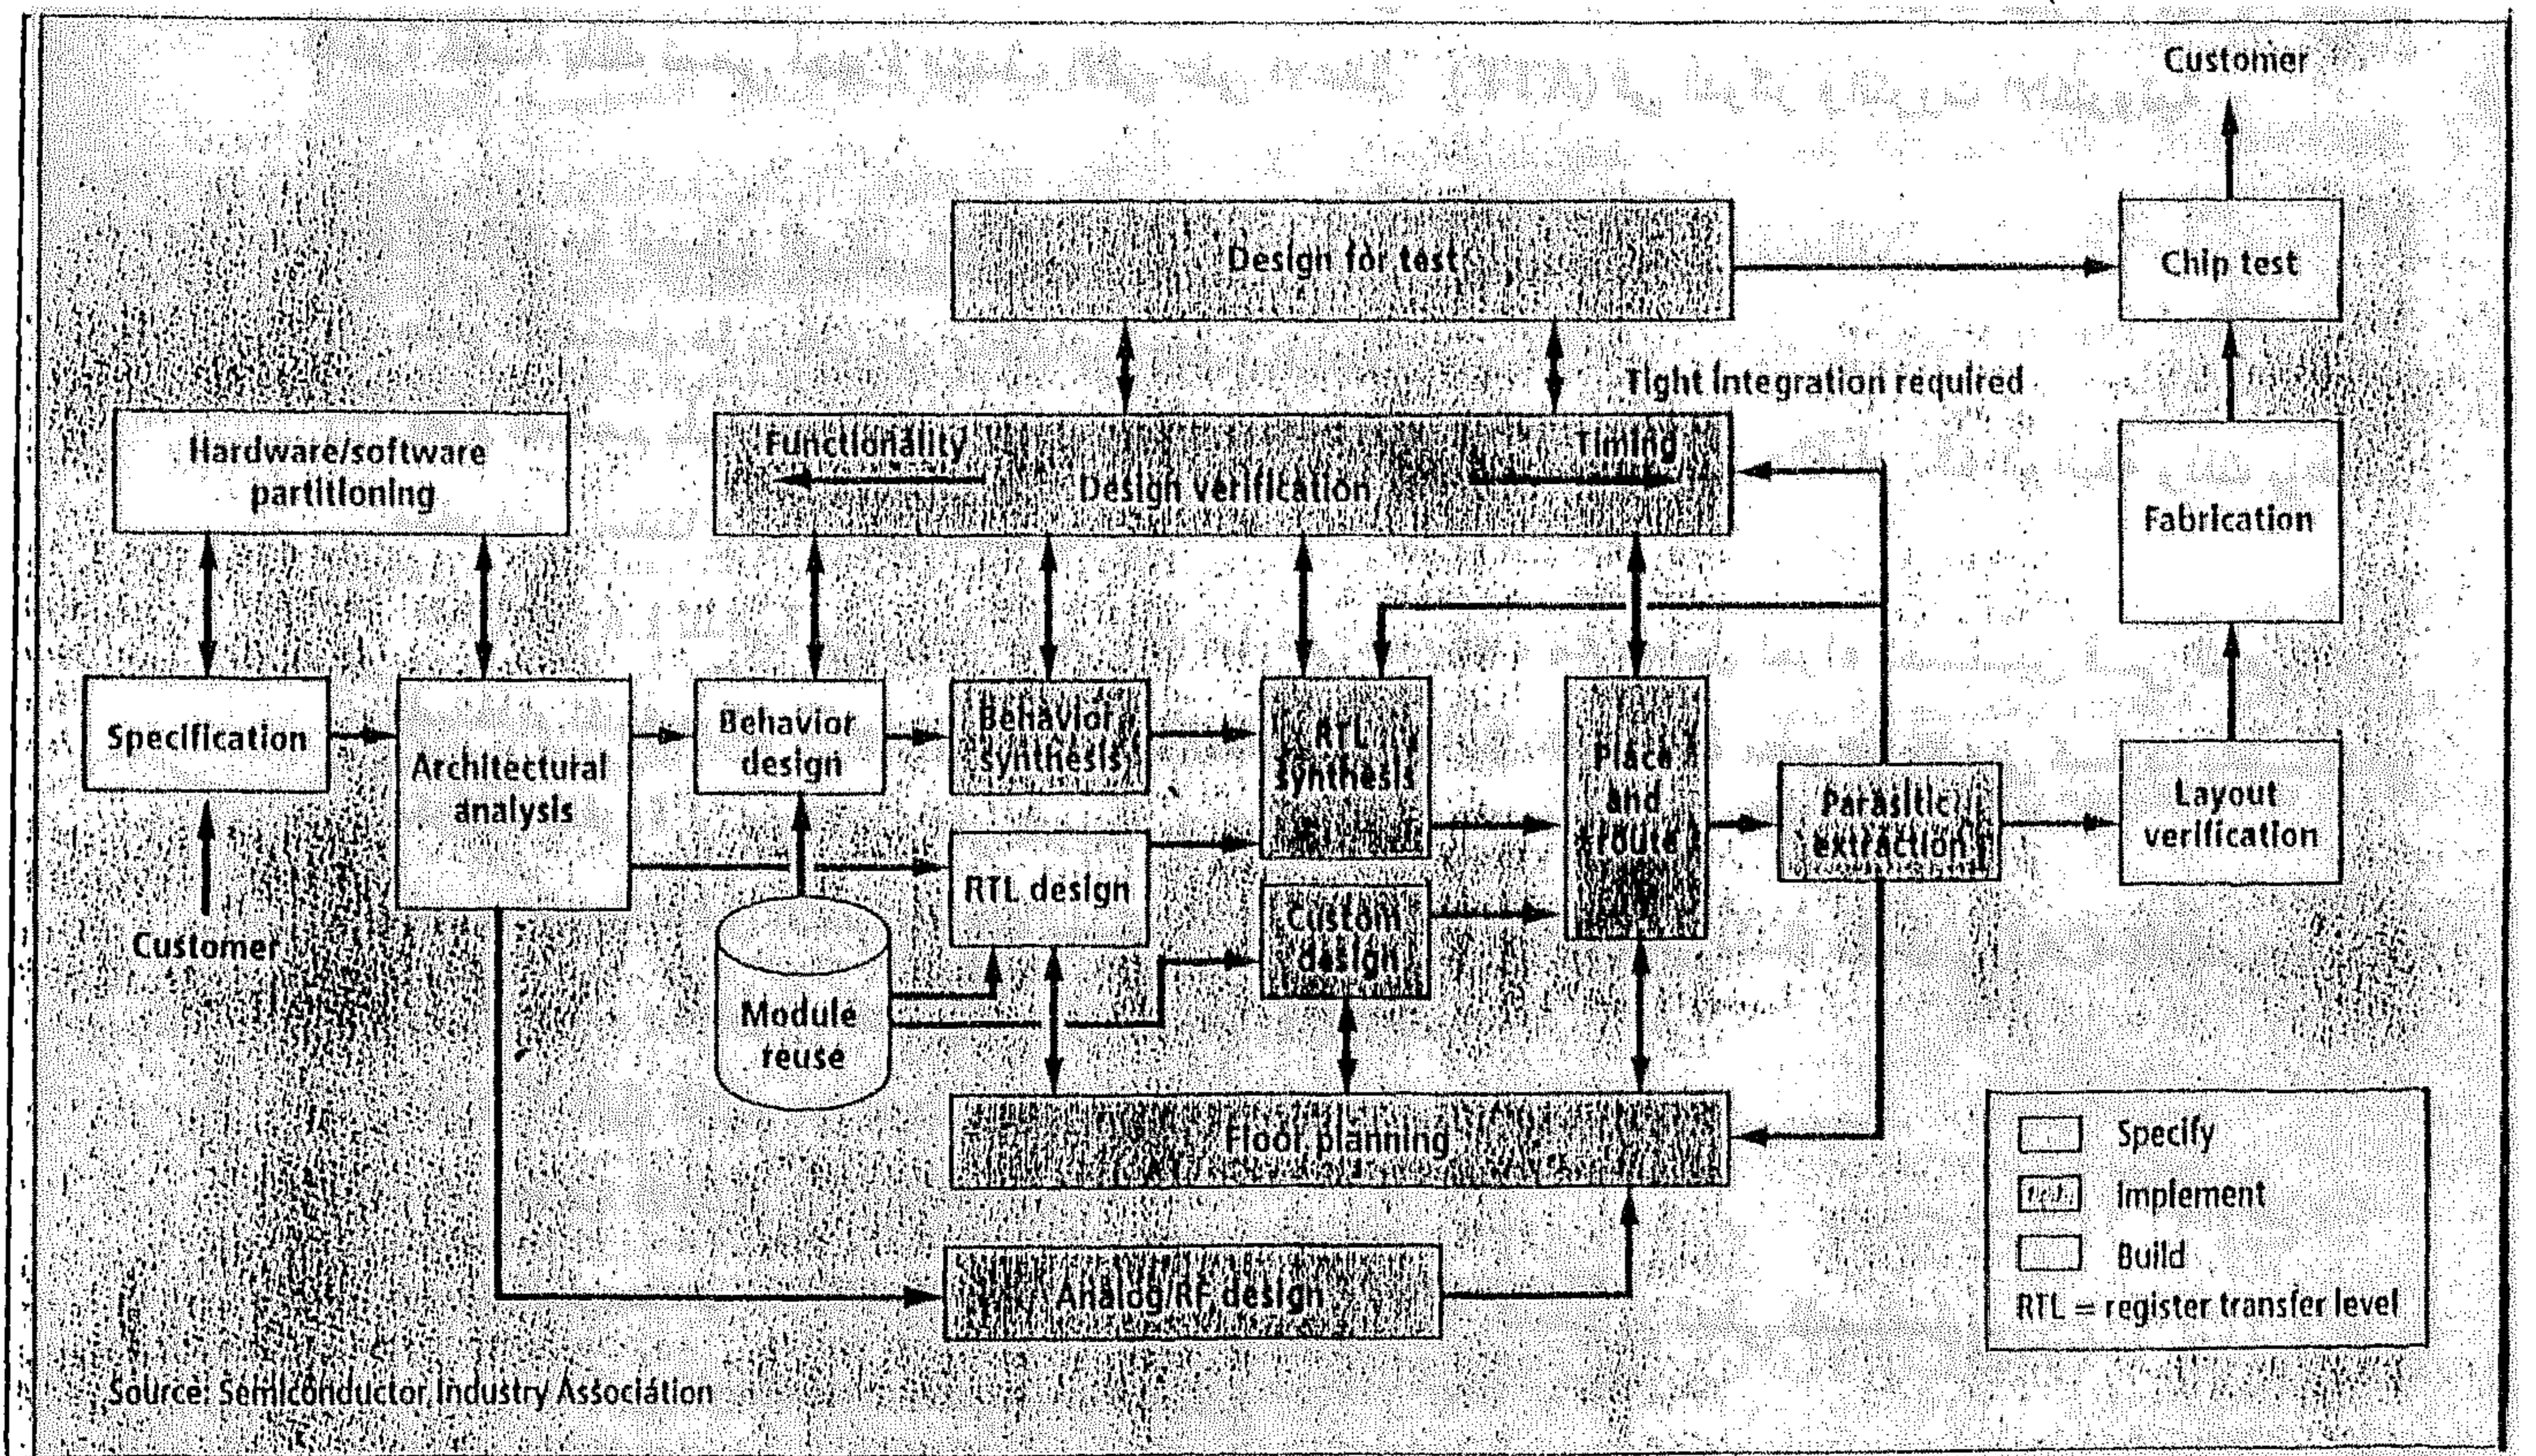 Customer
Design for test
Chip test
Tight integration required
Hardware/software
partitioning
Functionality
Timing
Design verification
Fabrication
Specification
Architectural
analysis
Behavior
design
Behavior
synthesis
RTL
synthesis
Place
and
route
Parasitic
extraction
Layout
verification
RTL design
Custom
design
Customer
Module
reuse
Floor planning
Analog/RF design
Specify
Implement
Build
RTL = register transfer level
Source: Semiconductor Industry Association